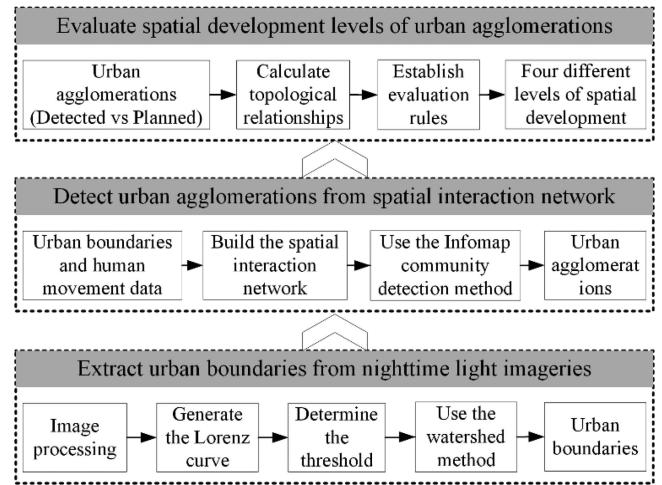 Evaluate spatial development levels of urban agglomerations
Urban
agglomerations
(Detected vs Planned)
Calculate
topological
relationships
Establish
evaluation
rules
Four different
levels of spatial
development
Detect urban agglomerations from spatial interaction network
Urban boundaries
and human
movement data
Build the spatial
interaction
network
Use the Infomap
community
detection method
Urban
agglomerat
ions
Extract urban boundaries from nighttime light imageries
Image
processing
Generate
the Lorenz
curve
Determine
the
threshold
Use the
watershed
method
Urban
boundaries